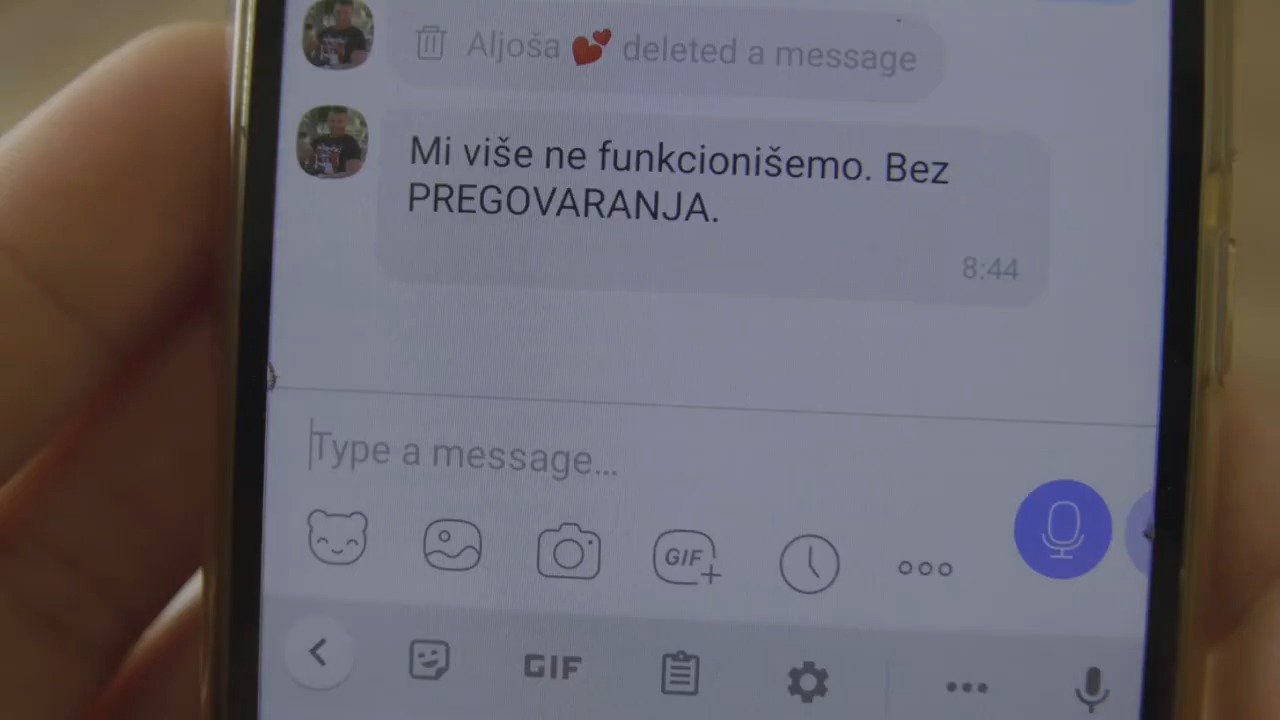 Aljoša 💕 deleted a message
Mi više ne funkcionišemo. Bez
PREGOVARANJA.
8:44
Type a message...
GIF
GIF